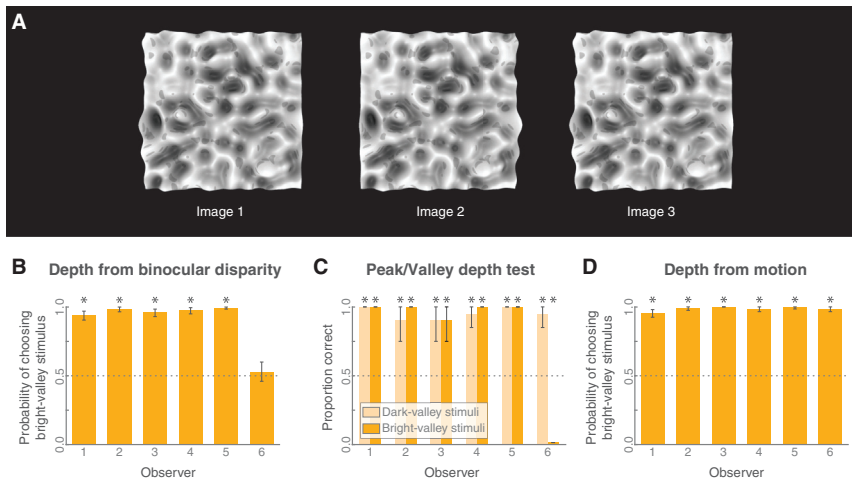 A
Image 1 Image 2 Image 3
B Depth from binocular disparity
Probability of choosing
bright-valley stimulus
1.0
0.5
0.0
* * * * *
1 2 3 4 5 6
Observer
C Peak/Valley depth test
Proportion correct
1.0
0.5
0.0
* * * * * * * * * * * *
Dark-valley stimuli
Bright-valley stimuli
1 2 3 4 5 6
Observer
D Depth from motion
Probability of choosing
bright-valley stimulus
1.0
0.5
0.0
* * * * * *
1 2 3 4 5 6
Observer